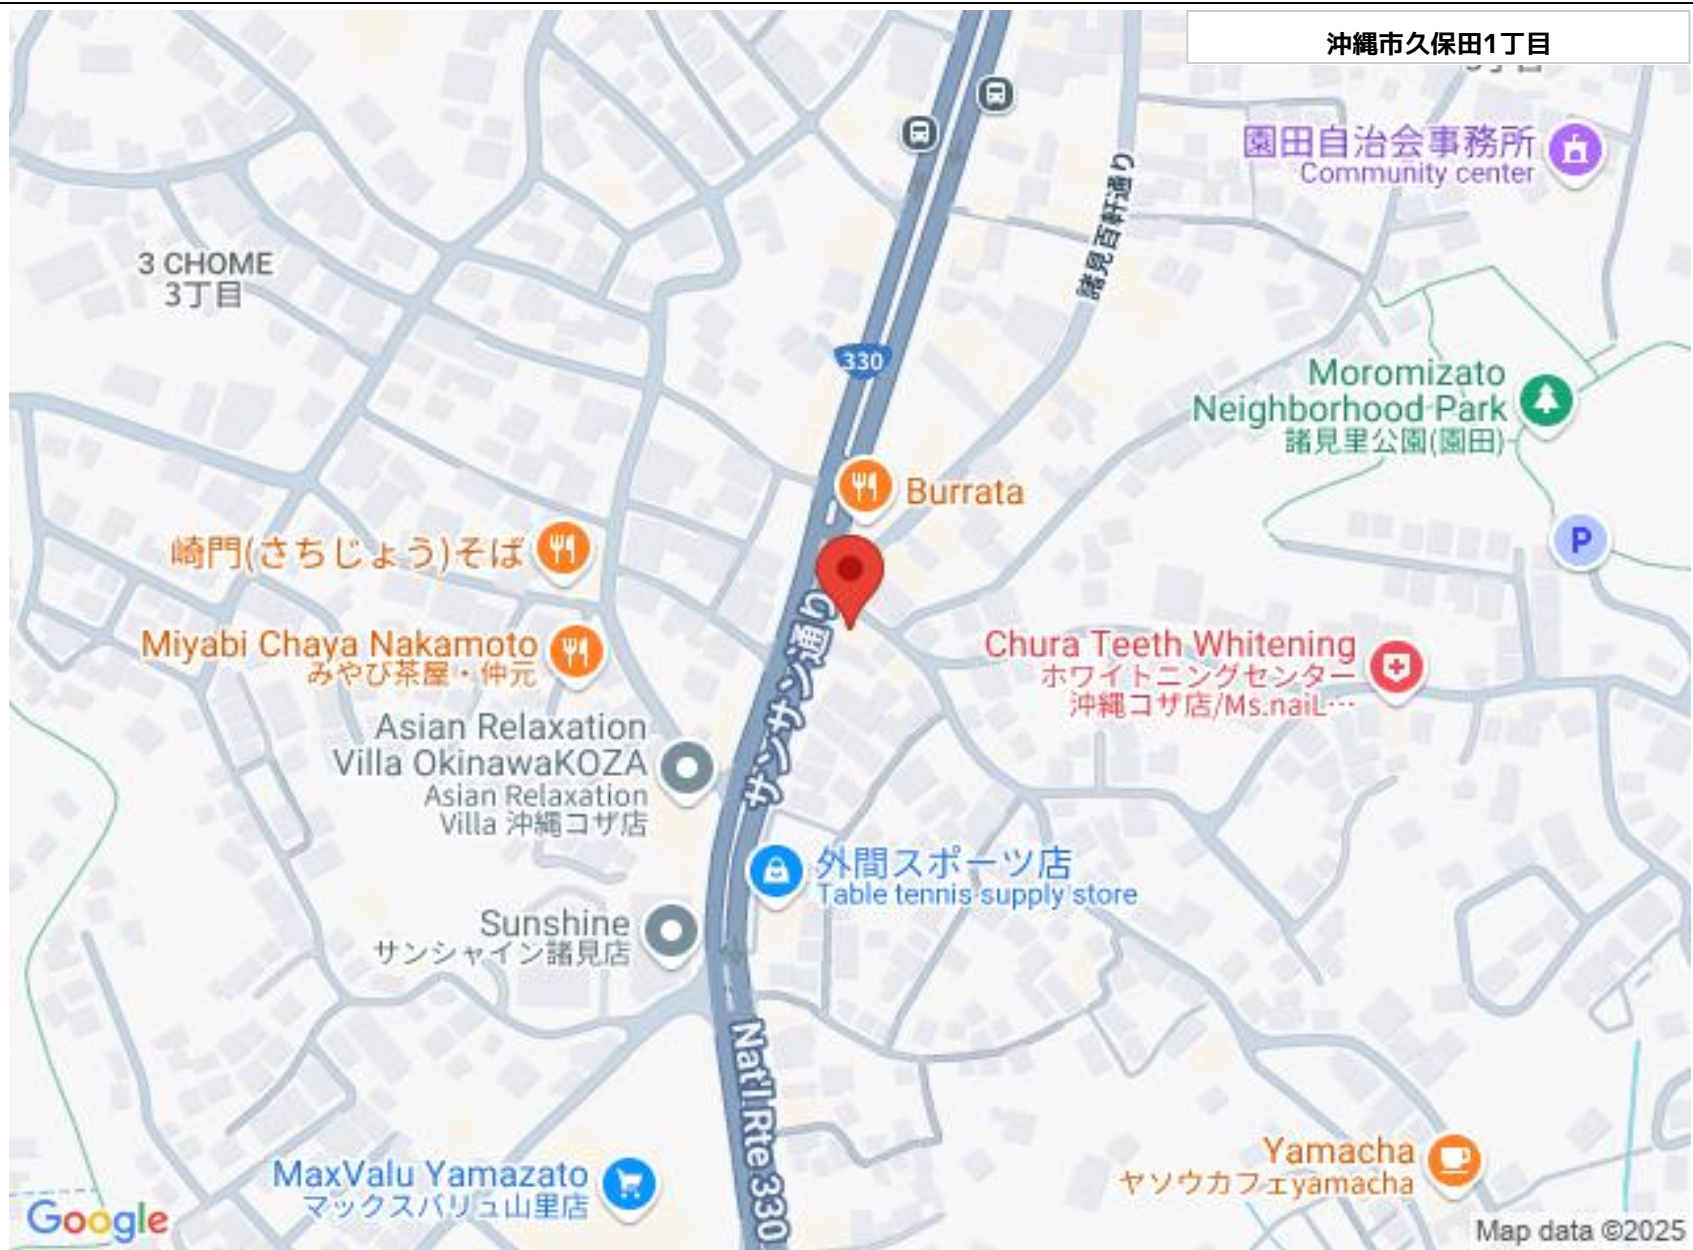 沖縄市久保田1丁目
園田自治会事務所
Community center
諸見百軒通り
3 CHOME
3丁目
330
Moromizato
Neighborhood Park
諸見里公園(園田)
Burrata
P
崎門(さちじょう)そば
サンサン通り
Miyabi Chaya Nakamoto
みやび茶屋・仲元
Chura Teeth Whitening
ホワイトニングセンター
沖縄コザ店/Ms.naiL…
Asian Relaxation
Villa OkinawaKOZA
Asian Relaxation
Villa 沖縄コザ店
外間スポーツ店
Table tennis supply store
Sunshine
サンシャイン諸見店
Nat'l Rte 330
MaxValu Yamazato
マックスバリュ山里店
Yamacha
ヤソウカフェyamacha
Google
Map data ©2025